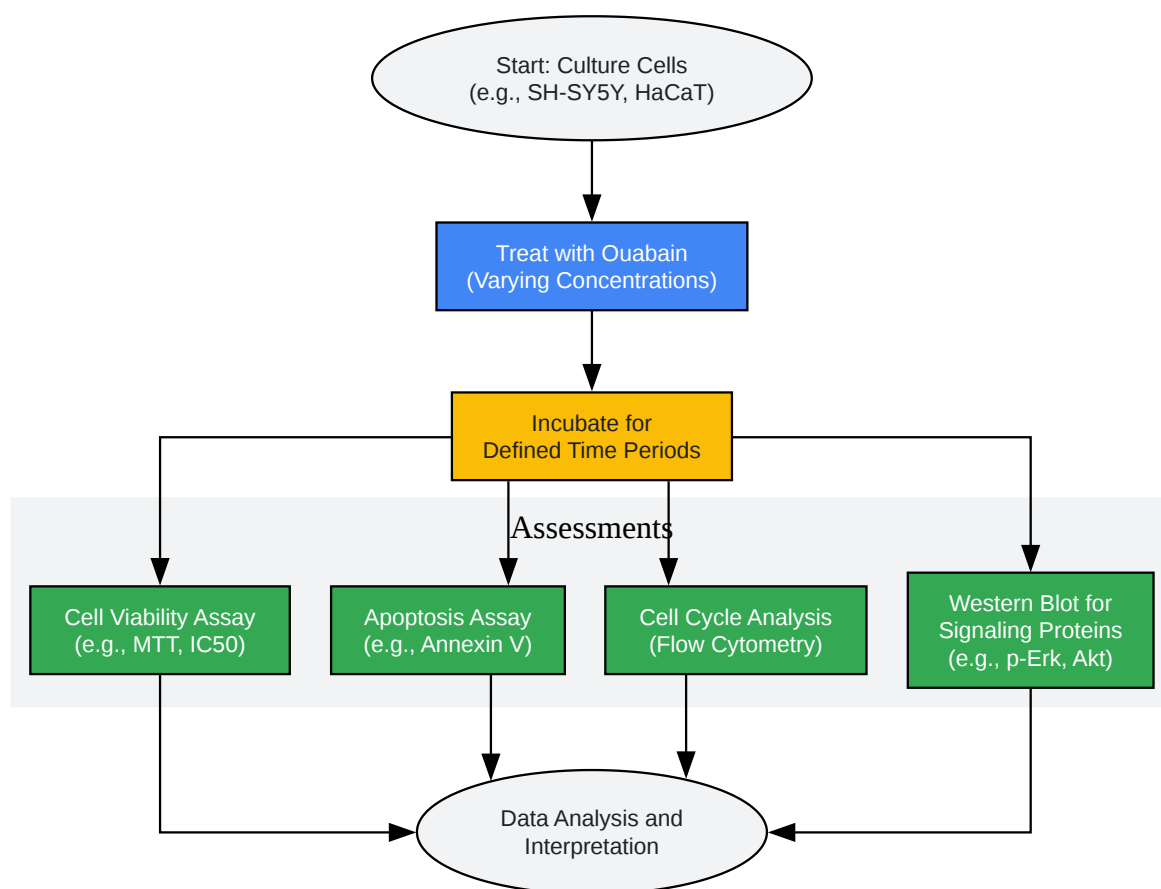 Start: Culture Cells
(e.g., SH-SY5Y, HaCaT)
Treat with Ouabain
(Varying Concentrations)
Incubate for
Defined Time Periods
Assessments
Cell Viability Assay
(e.g., MTT, IC50)
Apoptosis Assay
(e.g., Annexin V)
Cell Cycle Analysis
(Flow Cytometry)
Western Blot for
Signaling Proteins
(e.g., p-Erk, Akt)
Data Analysis and
Interpretation